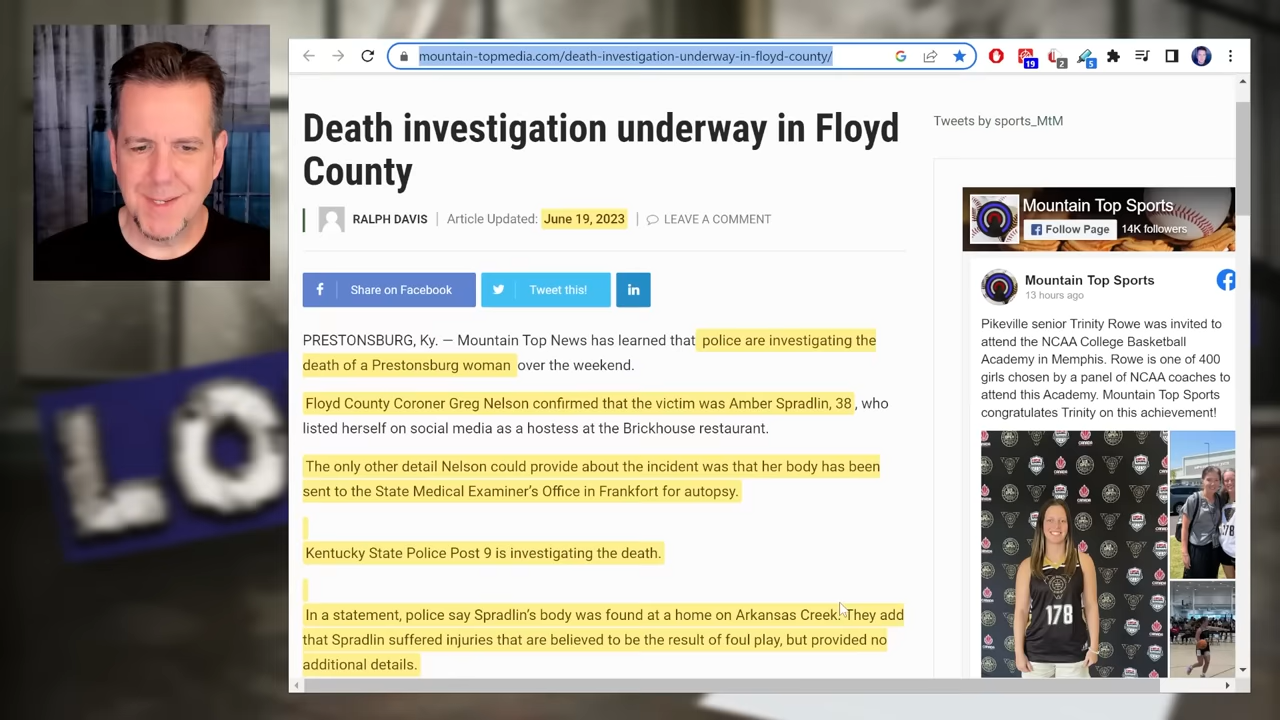 mountain-topmedia.com/death-investigation-underway-in-floyd-county/
19
2
5
Death investigation underway in Floyd
County
RALPH DAVIS
Article Updated: June 19, 2023
LEAVE A COMMENT
Share on Facebook
Tweet this!
in
PRESTONSBURG, Ky. — Mountain Top News has learned that police are investigating the
death of a Prestonsburg woman over the weekend.
Floyd County Coroner Greg Nelson confirmed that the victim was Amber Spradlin, 38, who
listed herself on social media as a hostess at the Brickhouse restaurant.
The only other detail Nelson could provide about the incident was that her body has been
sent to the State Medical Examiner's Office in Frankfort for autopsy.
Kentucky State Police Post 9 is investigating the death.
In a statement, police say Spradlin's body was found at a home on Arkansas Creek. They add
that Spradlin suffered injuries that are believed to be the result of foul play, but provided no
additional details.
Tweets by sports_MtM
Mountain Top Sports
Follow Page
14K followers
Mountain Top Sports
13 hours ago
Pikeville senior Trinity Rowe was invited to
attend the NCAA College Basketball
Academy in Memphis. Rowe is one of 400
girls chosen by a panel of NCAA coaches to
attend this Academy. Mountain Top Sports
congratulates Trinity on this achievement!
178
LO